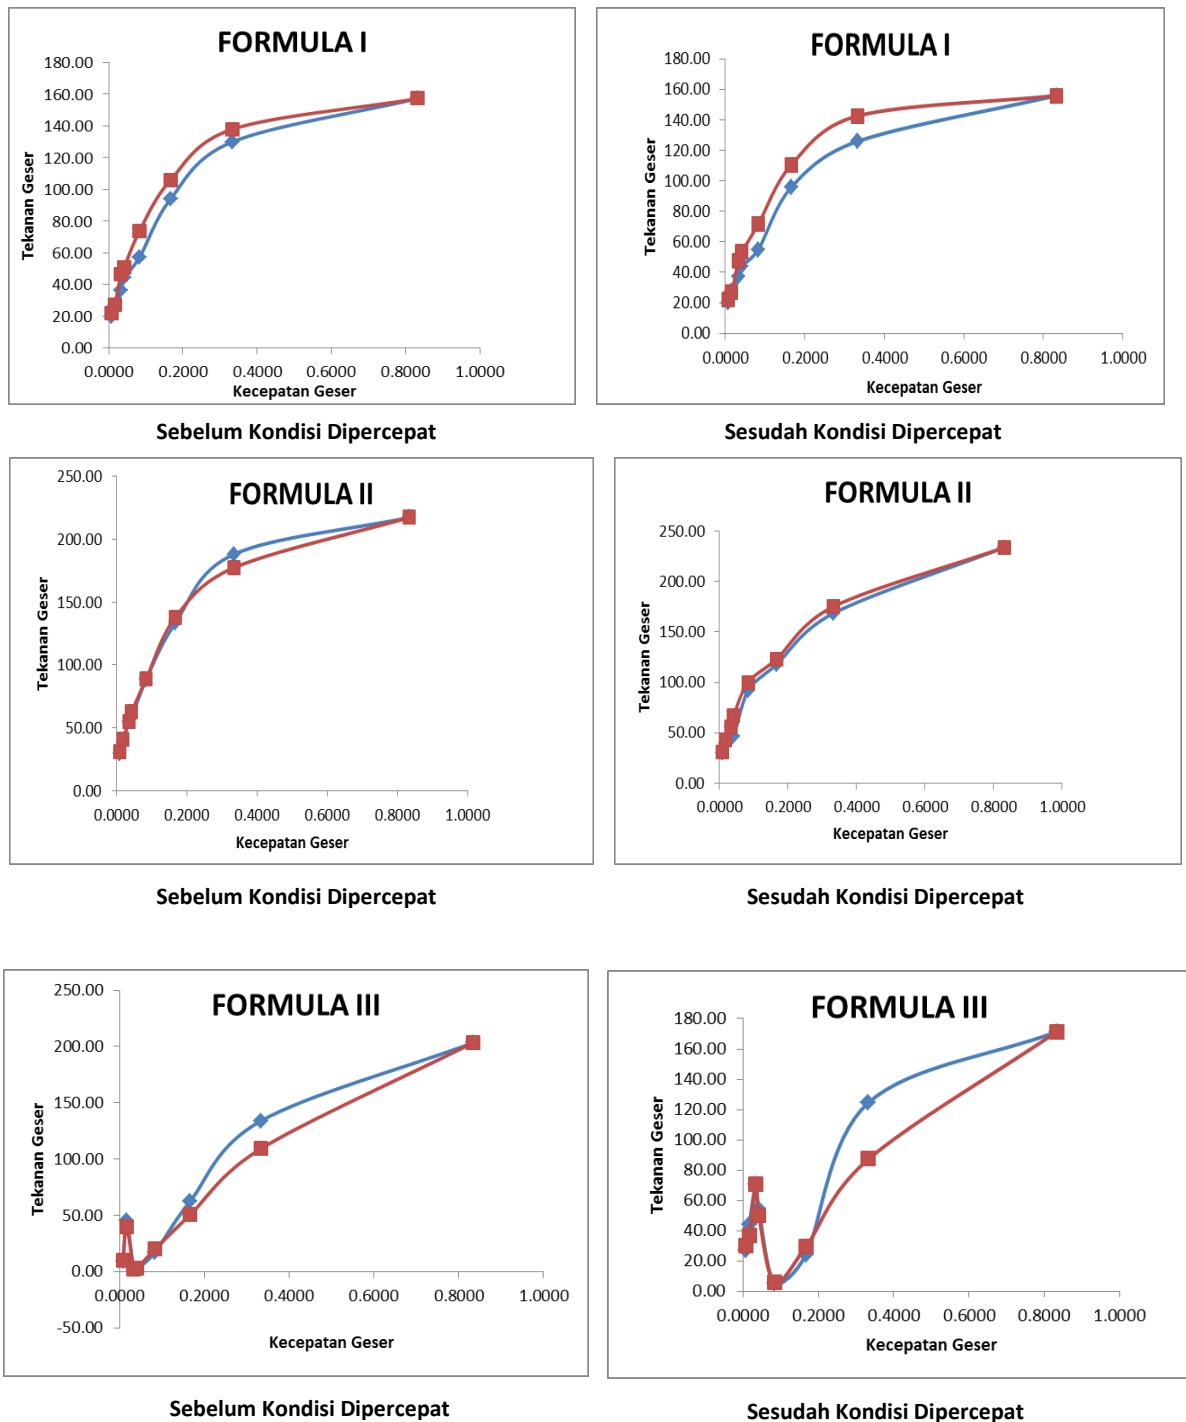 FORMULA I
180.00
160.00
140.00
120.00
100.00
80.00
60.00
40.00
20.00
0.00
Tekanan Geser
0.0000 0.2000 0.4000 0.6000 0.8000 1.0000
Kecepatan Geser
Sebelum Kondisi Dipercepat
FORMULA I
180.00
160.00
140.00
120.00
100.00
80.00
60.00
40.00
20.00
0.00
Tekanan Geser
0.0000 0.2000 0.4000 0.6000 0.8000 1.0000
Kecepatan Geser
Sesudah Kondisi Dipercepat
FORMULA II
250.00
200.00
150.00
100.00
50.00
0.00
Tekanan Geser
0.0000 0.2000 0.4000 0.6000 0.8000 1.0000
Kecepatan Geser
Sebelum Kondisi Dipercepat
FORMULA II
250.00
200.00
150.00
100.00
50.00
0.00
Tekanan Geser
0.0000 0.2000 0.4000 0.6000 0.8000 1.0000
Kecepatan Geser
Sesudah Kondisi Dipercepat
FORMULA III
250.00
200.00
150.00
100.00
50.00
0.00
-50.00
Tekanan Geser
0.0000 0.2000 0.4000 0.6000 0.8000 1.0000
Kecepatan Geser
Sebelum Kondisi Dipercepat
FORMULA III
180.00
160.00
140.00
120.00
100.00
80.00
60.00
40.00
20.00
0.00
Tekanan Geser
0.0000 0.2000 0.4000 0.6000 0.8000 1.0000
Kecepatan Geser
Sesudah Kondisi Dipercepat